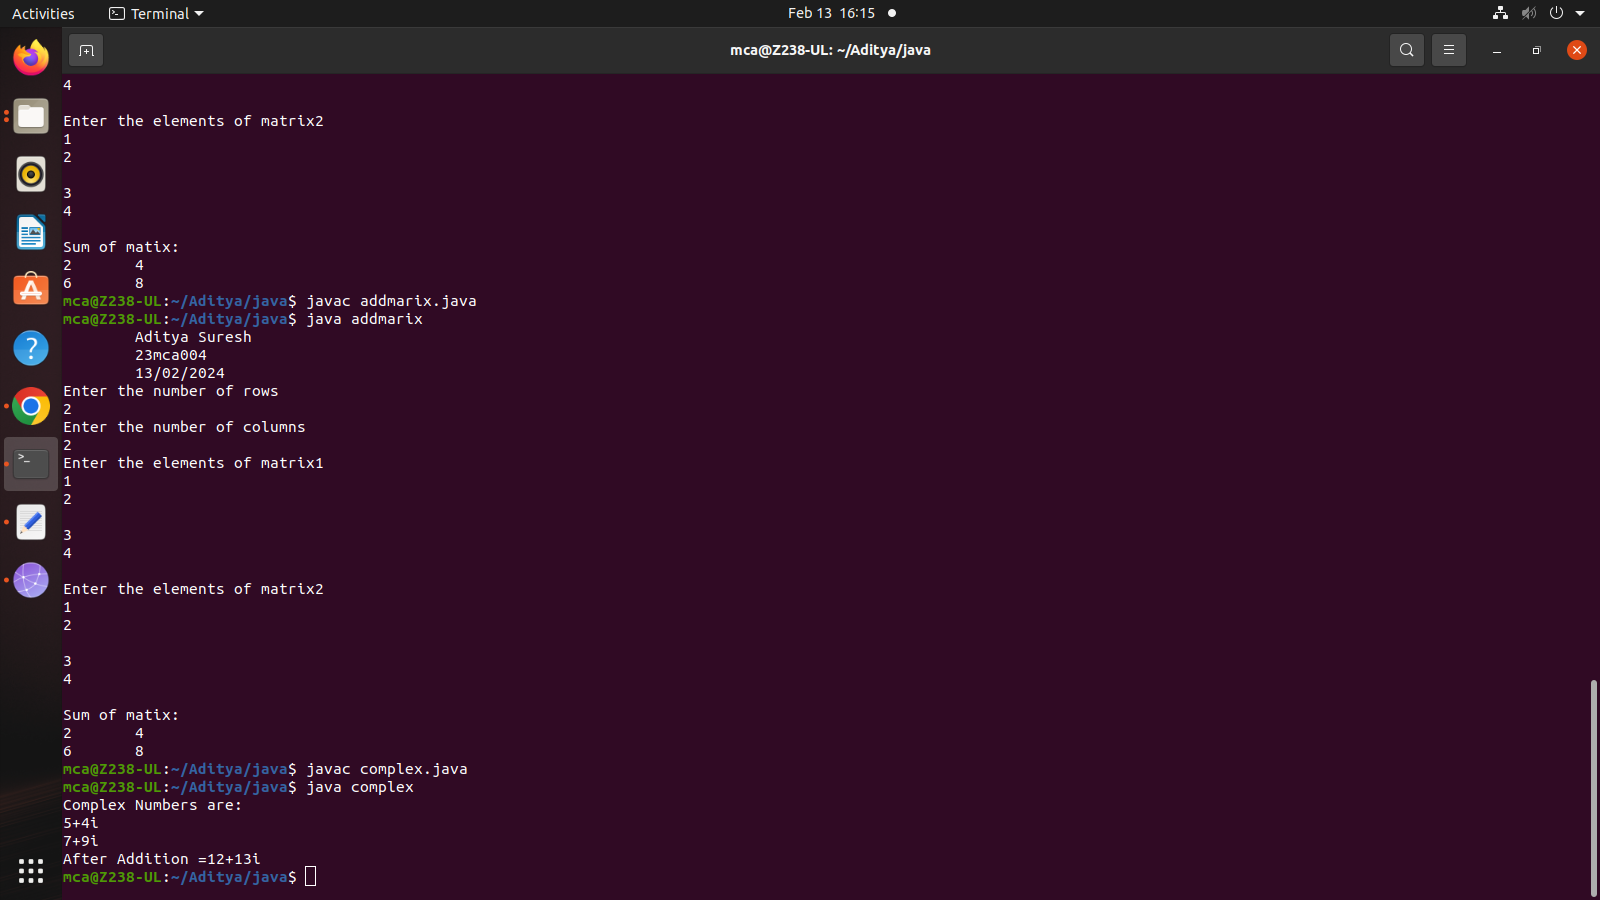 Activities
Terminal
Feb 13 16:15
mca@Z238-UL: ~/Aditya/java
4
Enter the elements of matrix2
1
2
3
4
Sum of matix:
2 4
6 8
mca@Z238-UL:~/Aditya/java$ javac addmarix.java
mca@Z238-UL:~/Aditya/java$ java addmarix
Aditya Suresh
23mca004
13/02/2024
Enter the number of rows
2
Enter the number of columns
2
Enter the elements of matrix1
1
2
3
4
Enter the elements of matrix2
1
2
3
4
Sum of matix:
2 4
6 8
mca@Z238-UL:~/Aditya/java$ javac complex.java
mca@Z238-UL:~/Aditya/java$ java complex
Complex Numbers are:
5+4i
7+9i
After Addition =12+13i
mca@Z238-UL:~/Aditya/java$